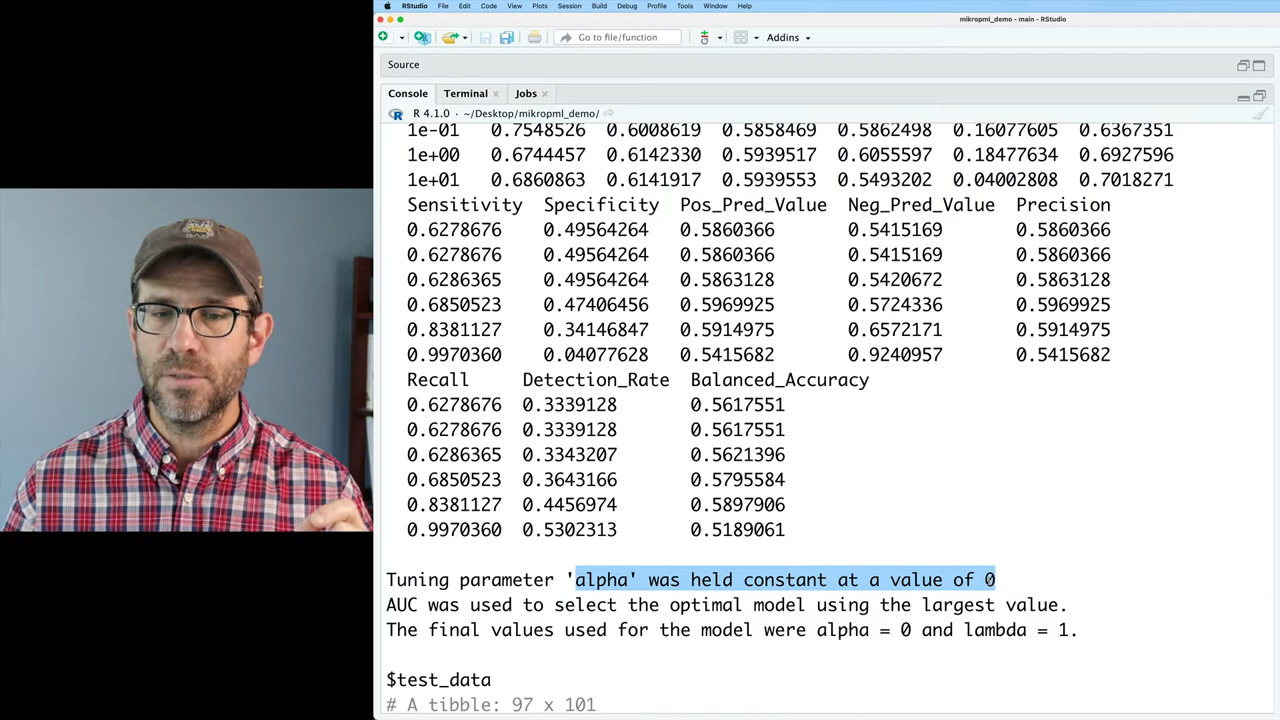 RStudio File Edit Code View Plots Session Build Debug Profile Tools Window Help
mikropml_demo - main - RStudio
Go to file/function Addins
Source
Console Terminal Jobs
R 4.1.0 · ~/Desktop/mikropml_demo/
1e-01 0.7548526 0.6008619 0.5858469 0.5862498 0.16077605 0.6367351
1e+00 0.6744457 0.6142330 0.5939517 0.6055597 0.18477634 0.6927596
1e+01 0.6860863 0.6141917 0.5939553 0.5493202 0.04002808 0.7018271
Sensitivity Specificity Pos_Pred_Value Neg_Pred_Value Precision
0.6278676 0.49564264 0.5860366 0.5415169 0.5860366
0.6278676 0.49564264 0.5860366 0.5415169 0.5860366
0.6286365 0.49564264 0.5863128 0.5420672 0.5863128
0.6850523 0.47406456 0.5969925 0.5724336 0.5969925
0.8381127 0.34146847 0.5914975 0.6572171 0.5914975
0.9970360 0.04077628 0.5415682 0.9240957 0.5415682
Recall Detection_Rate Balanced_Accuracy
0.6278676 0.3339128 0.5617551
0.6278676 0.3339128 0.5617551
0.6286365 0.3343207 0.5621396
0.6850523 0.3643166 0.5795584
0.8381127 0.4456974 0.5897906
0.9970360 0.5302313 0.5189061
Tuning parameter 'alpha' was held constant at a value of 0
AUC was used to select the optimal model using the largest value.
The final values used for the model were alpha = 0 and lambda = 1.
$test_data
# A tibble: 97 x 101